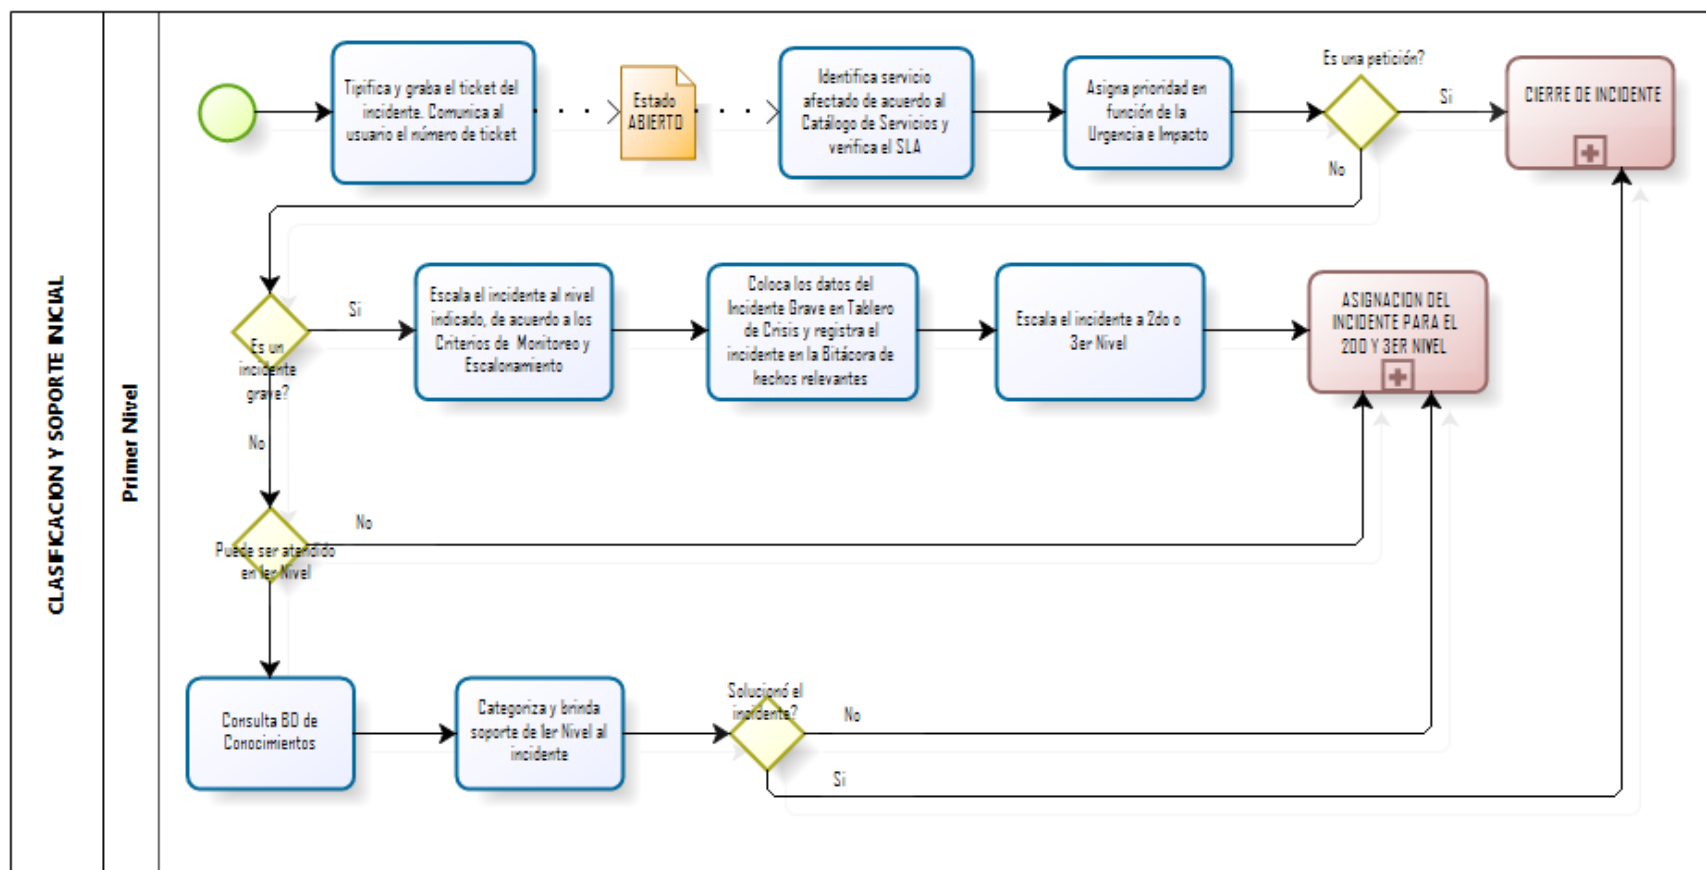 CLASIFICACION Y SOPORTE INICIAL
Primer Nivel
Tipifica y graba el ticket del
incidente. Comunica al
usuario el número de ticket
Estado
ABIERTO
Identifica servicio
afectado de acuerdo al
Catálogo de Servicios y
verifica el SLA
Asigna prioridad en
función de la
Urgencia e Impacto
Es una petición?
Si
No
CIERRE DE INCIDENTE
Es un
incidente
grave?
Si
No
Escala el incidente al nivel
indicado, de acuerdo a los
Criterios de Monitoreo y
Escalonamiento
Coloca los datos del
Incidente Grave en Tablero
de Crisis y registra el
incidente en la Bitácora de
hechos relevantes
Escala el incidente a 2do o
3er Nivel
ASIGNACION DEL
INCIDENTE PARA EL
2DO Y 3ER NIVEL
Puede ser atendido
en 1er Nivel
No
Consulta BD de
Conocimientos
Categoriza y brinda
soporte de 1er Nivel al
incidente
Solucionó el
incidente?
No
Si